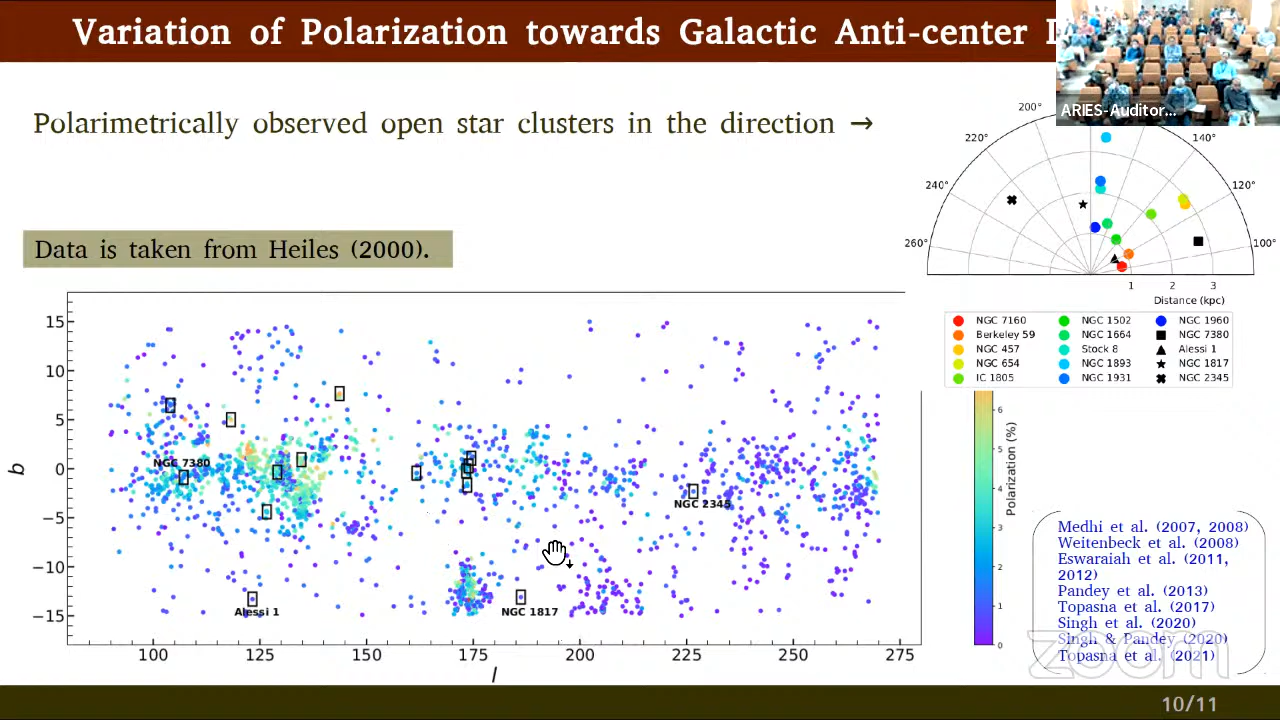 Variation of Polarization towards Galactic Anti-center
ARIES-Auditor...
Polarimetrically observed open star clusters in the direction →
Data is taken from Heiles (2000).
200°
220°
140°
240°
120°
260°
100°
1 2 3
Distance (kpc)
NGC 7160 NGC 1502 NGC 1960
Berkeley 59 NGC 1664 NGC 7380
NGC 457 Stock 8 Alessi 1
NGC 654 NGC 1893 NGC 1817
IC 1805 NGC 1931 NGC 2345
15
10
5
0
−5
−10
−15
b
NGC 7380
NGC 2345
Alessi 1
NGC 1817
100 125 150 175 200 225 250 275
l
6
5
4
3
2
1
0
Polarization (%)
Medhi et al. (2007, 2008)
Weitenbeck et al. (2008)
Eswaraiah et al. (2011,
2012)
Pandey et al. (2013)
Topasna et al. (2017)
Singh et al. (2020)
Singh & Pandey (2020)
Topasna et al. (2021)
zoom
10/11